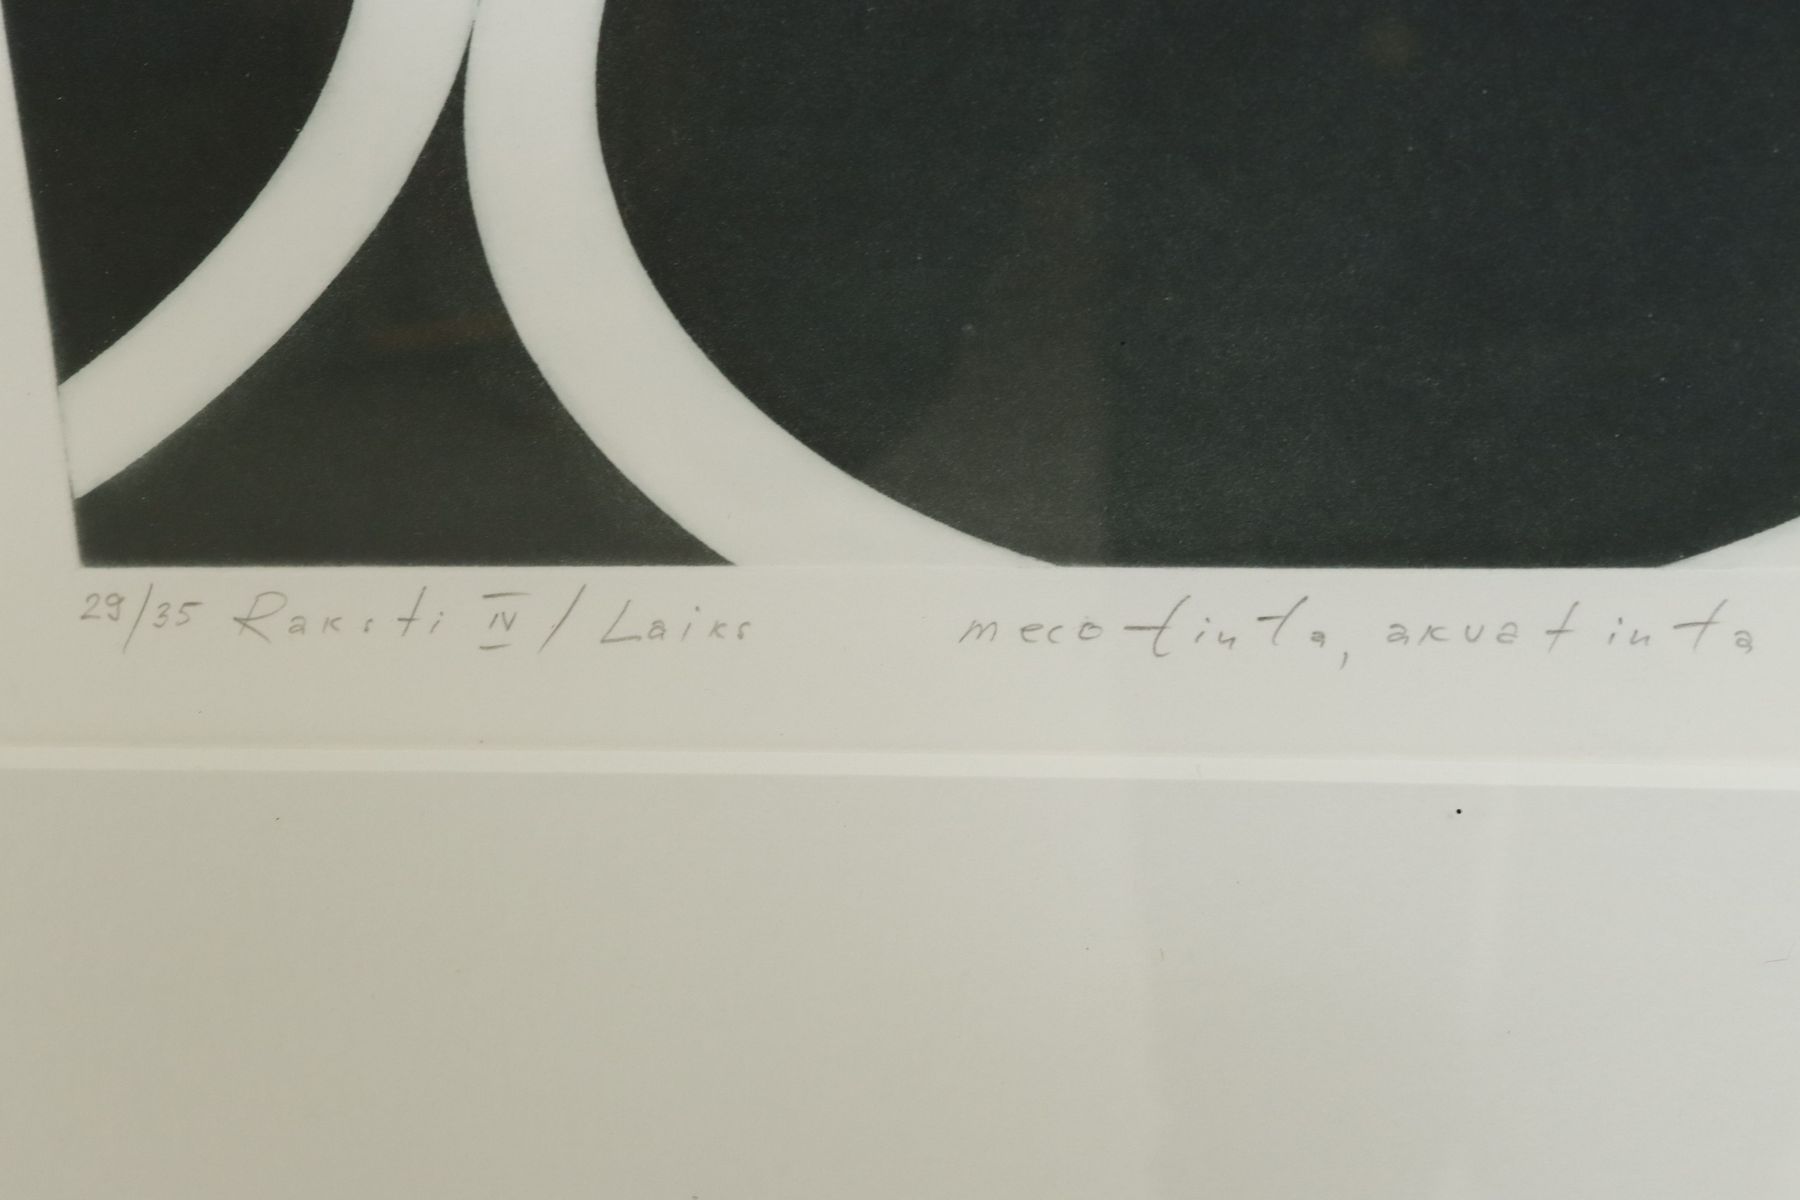 29/35 Raksti IV / Laiks mecotinta, akvatinta